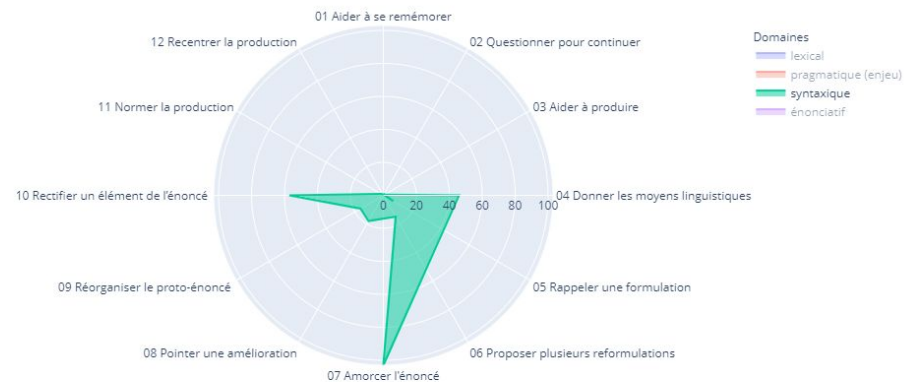 01 Aider à se remémorer
12 Recentrer la production
02 Questionner pour continuer
Domaines
lexical
pragmatique (enjeu)
syntaxique
énonciatif
11 Normer la production
03 Aider à produire
10 Rectifier un élément de l'énoncé
04 Donner les moyens linguistiques
0 20 40 60 80 100
09 Réorganiser le proto-énoncé
05 Rappeler une formulation
08 Pointer une amélioration
06 Proposer plusieurs reformulations
07 Amorcer l'énoncé